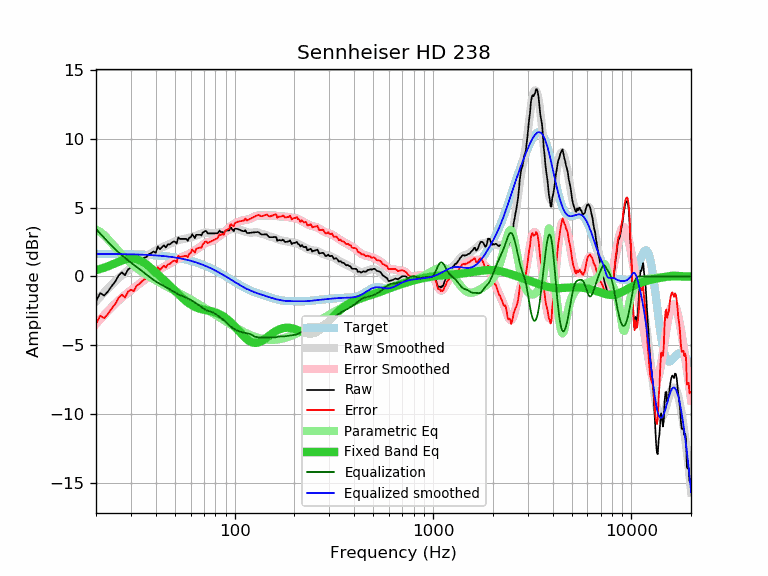 Sennheiser HD 238
15
10
5
0
−5
−10
−15
Amplitude (dBr)
Target
Raw Smoothed
Error Smoothed
Raw
Error
Parametric Eq
Fixed Band Eq
Equalization
Equalized smoothed
100
1000
10000
Frequency (Hz)